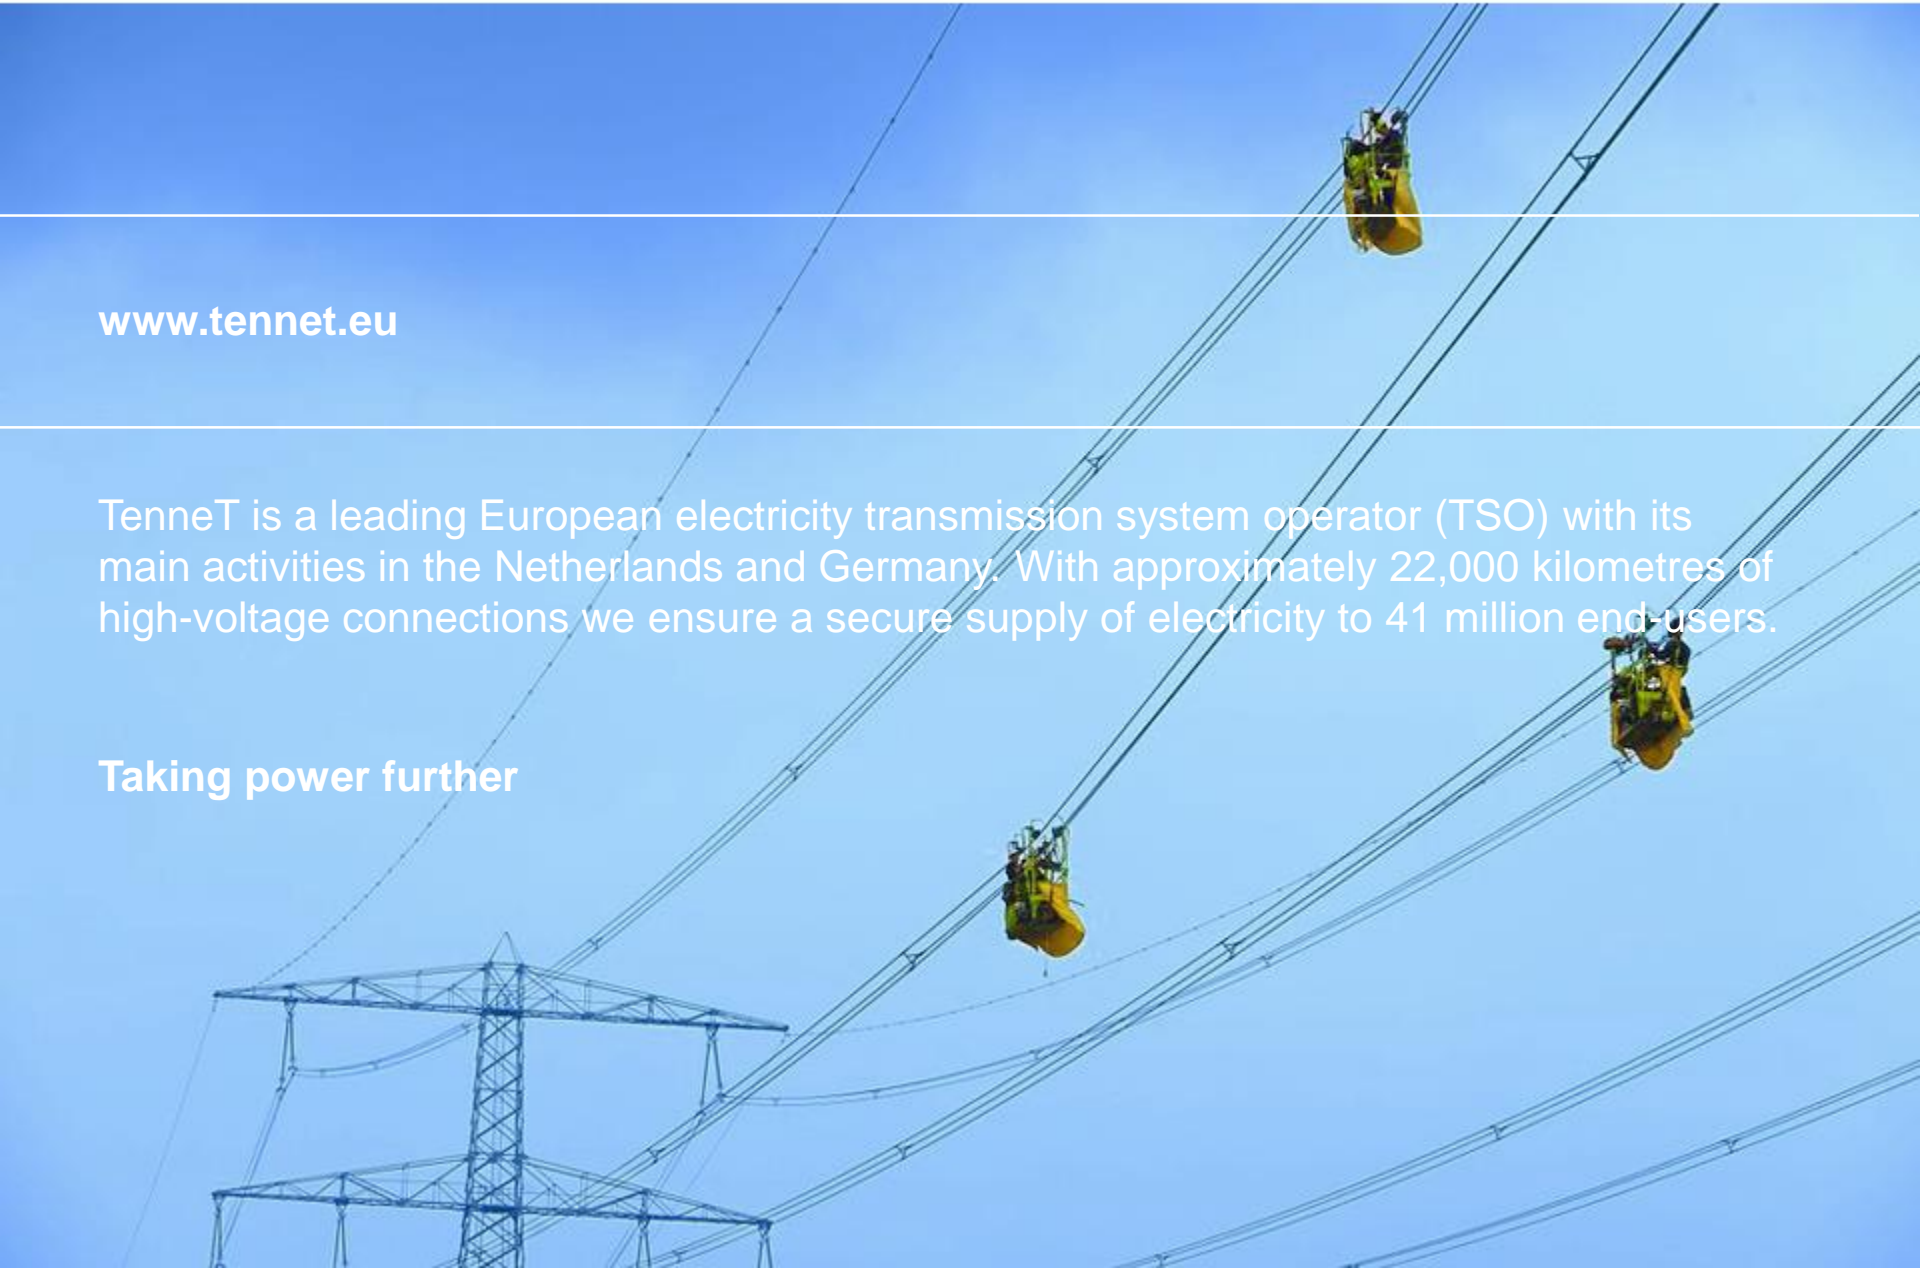 www.tennet.eu
TenneT is a leading European electricity transmission system operator (TSO) with its
main activities in the Netherlands and Germany. With approximately 22,000 kilometres of
high-voltage connections we ensure a secure supply of electricity to 41 million end-users.
Taking power further